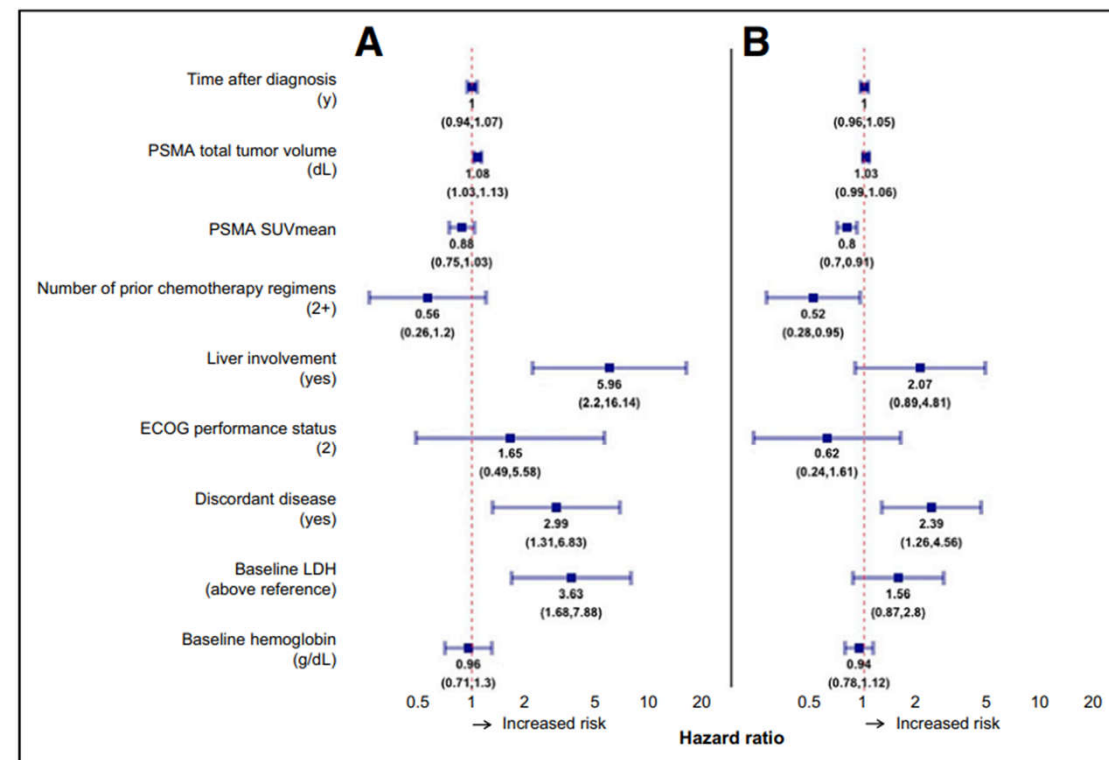 A
B
Time after diagnosis
(y)
1
(0.94,1.07)
1
(0.96,1.05)
PSMA total tumor volume
(dL)
1.08
(1.03,1.13)
1.03
(0.99,1.06)
PSMA SUVmean
0.88
(0.75,1.03)
0.8
(0.7,0.91)
Number of prior chemotherapy regimens
(2+)
0.56
(0.26,1.2)
0.52
(0.28,0.95)
Liver involvement
(yes)
5.96
(2.2,16.14)
2.07
(0.89,4.81)
ECOG performance status
(2)
1.65
(0.49,5.58)
0.62
(0.24,1.61)
Discordant disease
(yes)
2.99
(1.31,6.83)
2.39
(1.26,4.56)
Baseline LDH
(above reference)
3.63
(1.68,7.88)
1.56
(0.87,2.8)
Baseline hemoglobin
(g/dL)
0.96
(0.71,1.3)
0.94
(0.78,1.12)
0.5 1 2 5 10 20
0.5 1 2 5 10 20
→ Increased risk
→ Increased risk
Hazard ratio